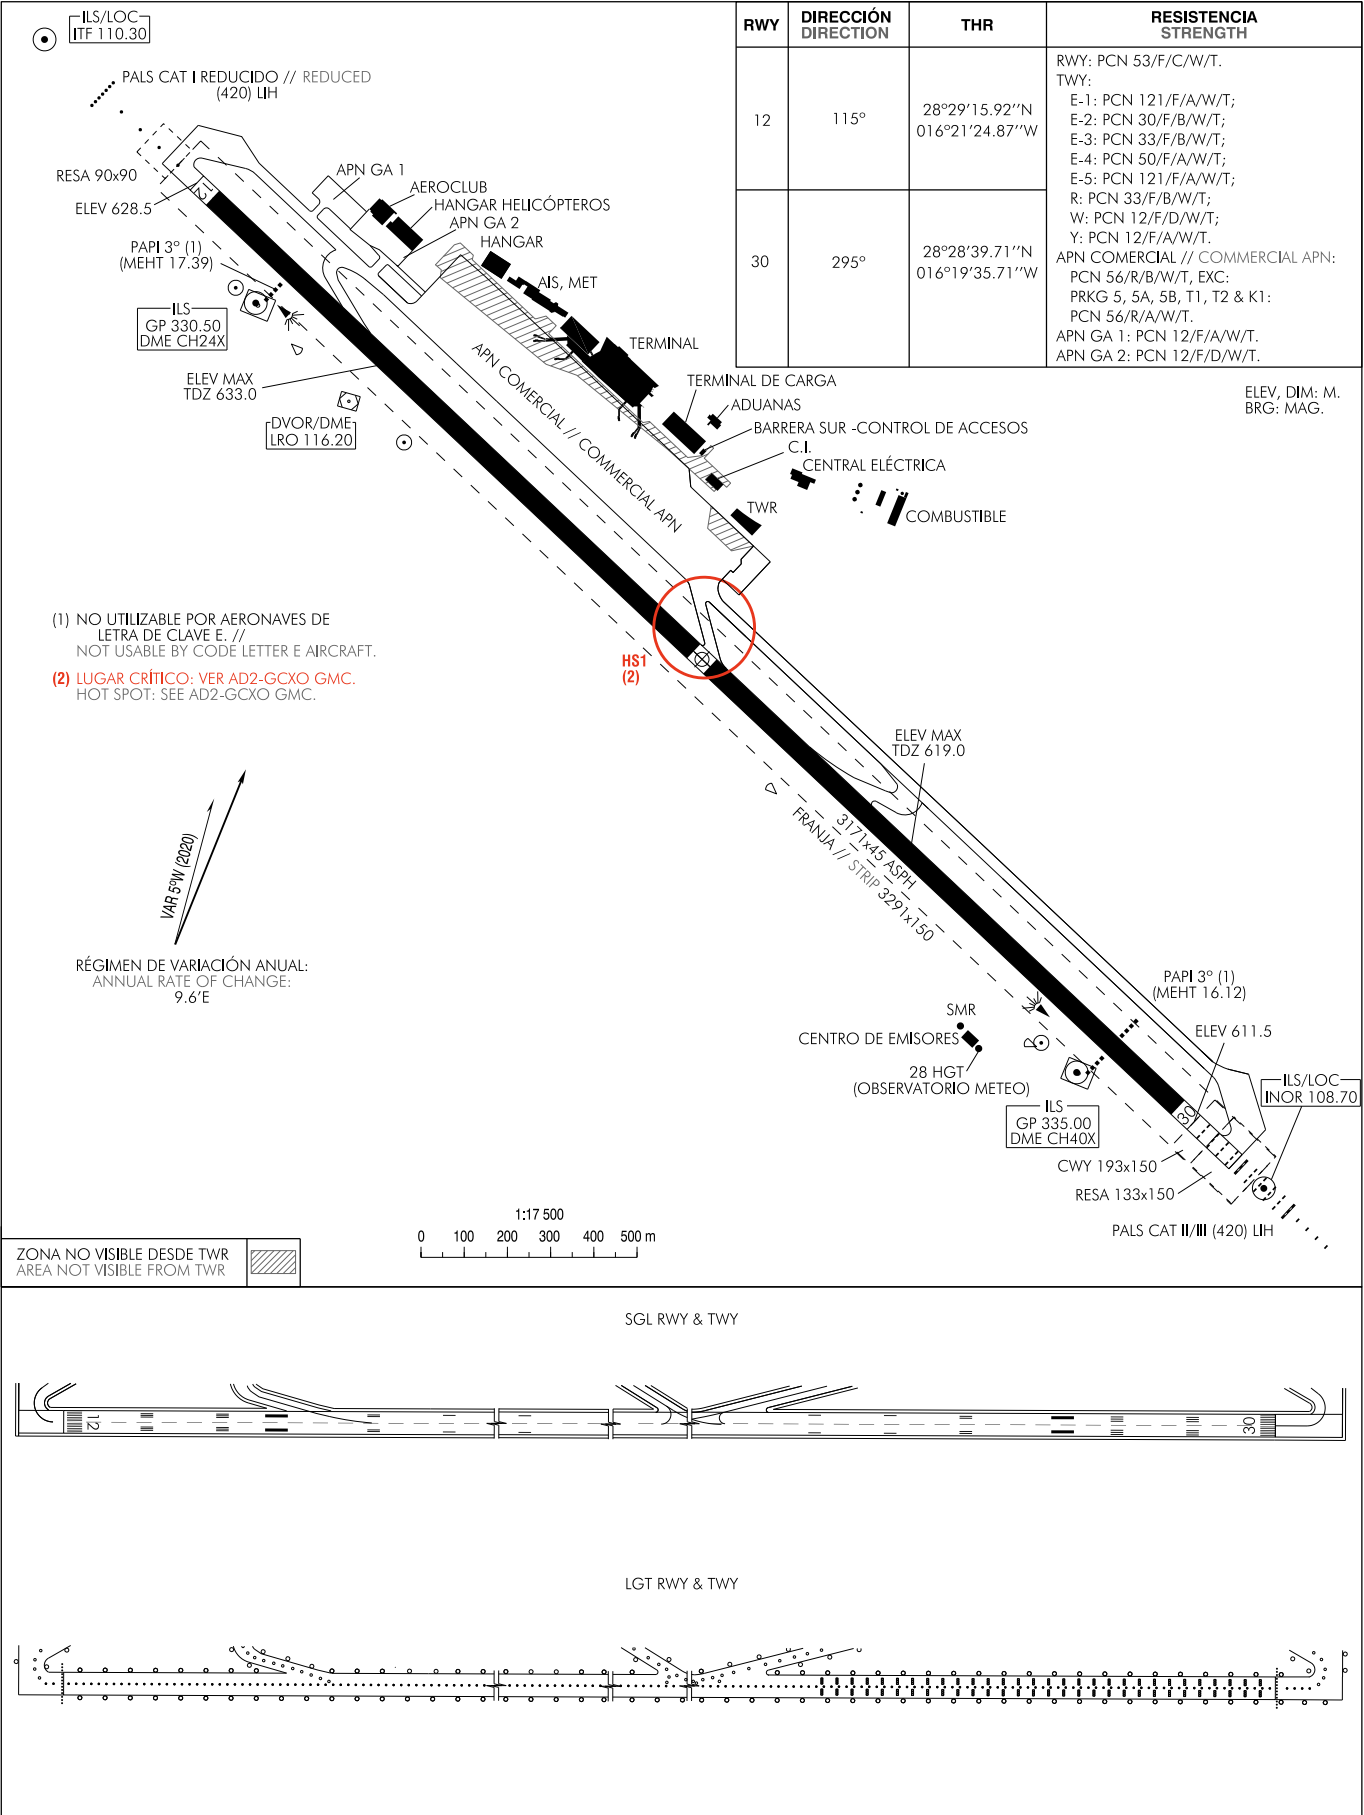 ILS/LOC
ITF 110.30
PALS CAT I REDUCIDO // REDUCED
(420) LIH
RESA 90x90
ELEV 628.5
12
PAPI 3º (1)
(MEHT 17.39)
ILS
GP 330.50
DME CH24X
ELEV MAX
TDZ 633.0
DVOR/DME
LRO 116.20
APN GA 1
AEROCLUB
HANGAR HELICÓPTEROS
APN GA 2
HANGAR
AIS, MET
TERMINAL
APN COMERCIAL // COMMERCIAL APN
TERMINAL DE CARGA
ADUANAS
BARRERA SUR -CONTROL DE ACCESOS
C.I.
CENTRAL ELÉCTRICA
COMBUSTIBLE
TWR
RWY
DIRECCIÓN
DIRECTION
THR
RESISTENCIA
STRENGTH
12
115º
28º29'15.92''N
016º21'24.87''W
30
295º
28º28'39.71''N
016º19'35.71''W
RWY: PCN 53/F/C/W/T.
TWY:
E-1: PCN 121/F/A/W/T;
E-2: PCN 30/F/B/W/T;
E-3: PCN 33/F/B/W/T;
E-4: PCN 50/F/A/W/T;
E-5: PCN 121/F/A/W/T;
R: PCN 33/F/B/W/T;
W: PCN 12/F/D/W/T;
Y: PCN 12/F/A/W/T.
APN COMERCIAL // COMMERCIAL APN:
PCN 56/R/B/W/T, EXC:
PRKG 5, 5A, 5B, T1, T2 & K1:
PCN 56/R/A/W/T.
APN GA 1: PCN 12/F/A/W/T.
APN GA 2: PCN 12/F/D/W/T.
ELEV, DIM: M.
BRG: MAG.
(1) NO UTILIZABLE POR AERONAVES DE
LETRA DE CLAVE E. //
NOT USABLE BY CODE LETTER E AIRCRAFT.
(2) LUGAR CRÍTICO: VER AD2-GCXO GMC.
HOT SPOT: SEE AD2-GCXO GMC.
HS1
(2)
VAR 5ºW (2020)
RÉGIMEN DE VARIACIÓN ANUAL:
ANNUAL RATE OF CHANGE:
9.6'E
ELEV MAX
TDZ 619.0
3171x45 ASPH
FRANJA // STRIP 3291x150
PAPI 3º (1)
(MEHT 16.12)
ELEV 611.5
SMR
CENTRO DE EMISORES
28 HGT
(OBSERVATORIO METEO)
ILS
GP 335.00
DME CH40X
30
ILS/LOC
INOR 108.70
CWY 193x150
RESA 133x150
PALS CAT II/III (420) LIH
1:17 500
0 100 200 300 400 500 m
ZONA NO VISIBLE DESDE TWR
AREA NOT VISIBLE FROM TWR
SGL RWY & TWY
12
30
LGT RWY & TWY